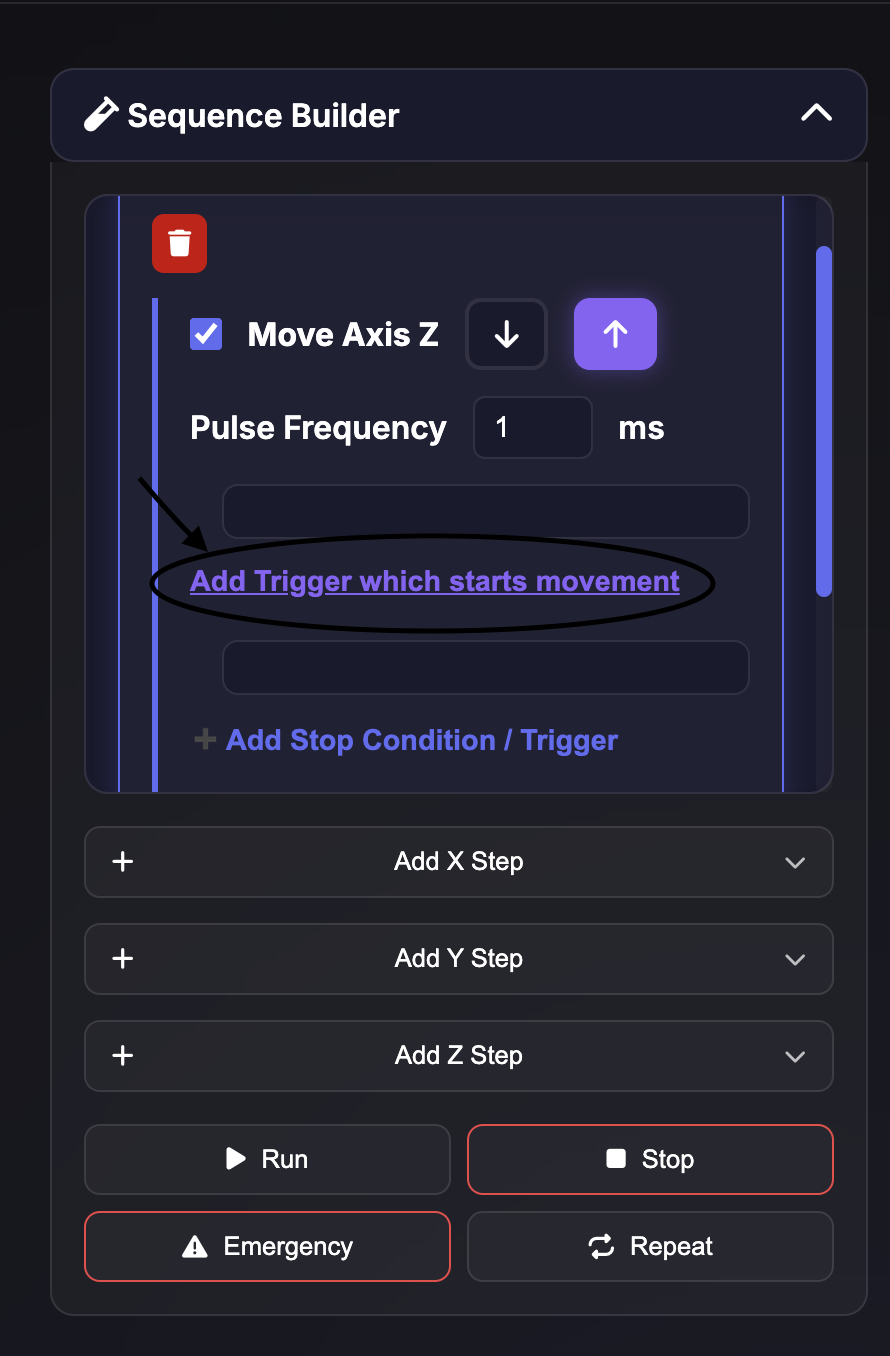 Sequence Builder
Move Axis Z
Pulse Frequency 1 ms
Add Trigger which starts movement
Add Stop Condition / Trigger
Add X Step
Add Y Step
Add Z Step
Run Stop
Emergency Repeat